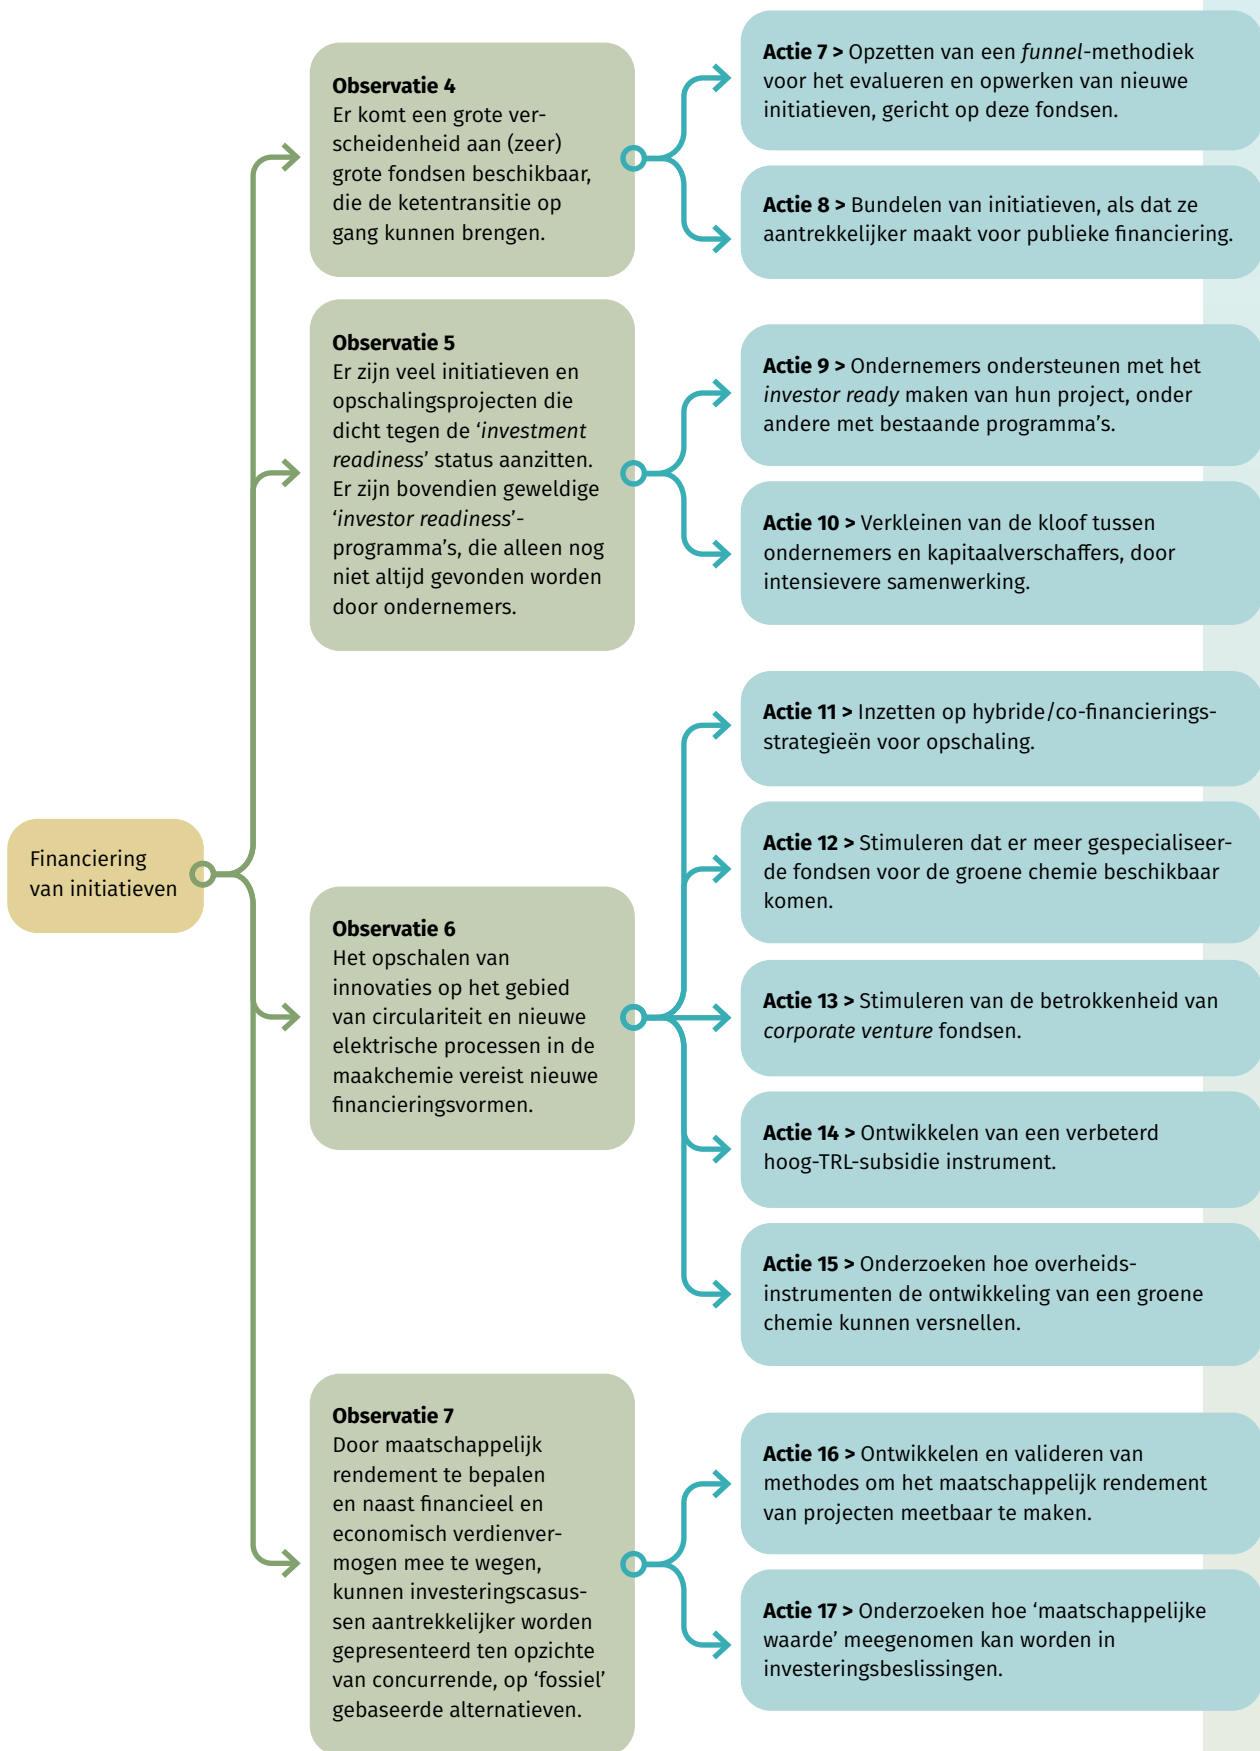 Financiering
van initiatieven
Observatie 4
Er komt een grote ver-
scheidenheid aan (zeer)
grote fondsen beschikbaar,
die de ketentransitie op
gang kunnen brengen.
Actie 7 > Opzetten van een funnel-methodiek
voor het evalueren en opwerken van nieuwe
initiatieven, gericht op deze fondsen.
Actie 8 > Bundelen van initiatieven, als dat ze
aantrekkelijker maakt voor publieke financiering.
Observatie 5
Er zijn veel initiatieven en
opschalingsprojecten die
dicht tegen de ‘investment
readiness’ status aanzitten.
Er zijn bovendien geweldige
‘investor readiness’-
programma’s, die alleen nog
niet altijd gevonden worden
door ondernemers.
Actie 9 > Ondernemers ondersteunen met het
investor ready maken van hun project, onder
andere met bestaande programma’s.
Actie 10 > Verkleinen van de kloof tussen
ondernemers en kapitaalverschaffers, door
intensievere samenwerking.
Observatie 6
Het opschalen van
innovaties op het gebied
van circulariteit en nieuwe
elektrische processen in de
maakchemie vereist nieuwe
financieringsvormen.
Actie 11 > Inzetten op hybride/co-financierings-
strategieën voor opschaling.
Actie 12 > Stimuleren dat er meer gespecialiseer-
de fondsen voor de groene chemie beschikbaar
komen.
Actie 13 > Stimuleren van de betrokkenheid van
corporate venture fondsen.
Actie 14 > Ontwikkelen van een verbeterd
hoog-TRL-subsidie instrument.
Actie 15 > Onderzoeken hoe overheids-
instrumenten de ontwikkeling van een groene
chemie kunnen versnellen.
Observatie 7
Door maatschappelijk
rendement te bepalen
en naast financieel en
economisch verdienver-
mogen mee te wegen,
kunnen investeringscasus-
sen aantrekkelijker worden
gepresenteerd ten opzichte
van concurrende, op ‘fossiel’
gebaseerde alternatieven.
Actie 16 > Ontwikkelen en valideren van
methodes om het maatschappelijk rendement
van projecten meetbaar te maken.
Actie 17 > Onderzoeken hoe ‘maatschappelijke
waarde’ meegenomen kan worden in
investeringsbeslissingen.